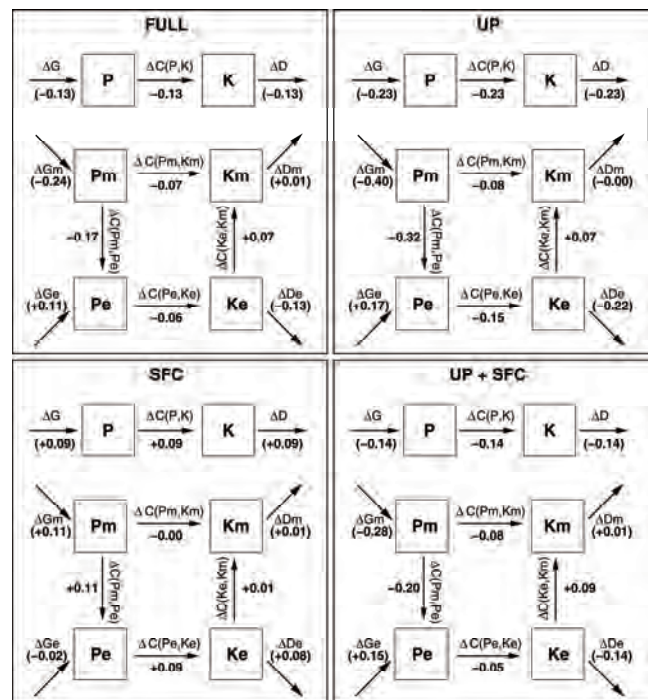 FULL
ΔG ΔC(P,K) ΔD
P K
(−0.13) −0.13 (−0.13)
ΔGm (−0.24) Pm ΔC(Pm,Km) −0.07 Km ΔDm (+0.01)
−0.17 ΔC(Pm,Pe) ΔC(Ke,Km) +0.07
ΔGe (+0.11) Pe ΔC(Pe,Ke) −0.06 Ke ΔDe (−0.13)
UP
ΔG ΔC(P,K) ΔD
P K
(−0.23) −0.23 (−0.23)
ΔGm (−0.40) Pm ΔC(Pm,Km) −0.08 Km ΔDm (−0.00)
−0.32 ΔC(Pm,Pe) ΔC(Ke,Km) +0.07
ΔGe (+0.17) Pe ΔC(Pe,Ke) −0.15 Ke ΔDe (−0.22)
SFC
ΔG ΔC(P,K) ΔD
P K
(+0.09) +0.09 (+0.09)
ΔGm (+0.11) Pm ΔC(Pm,Km) −0.00 Km ΔDm (+0.01)
+0.11 ΔC(Pm,Pe) ΔC(Ke,Km) +0.01
ΔGe (−0.02) Pe ΔC(Pe,Ke) +0.09 Ke ΔDe (+0.08)
UP + SFC
ΔG ΔC(P,K) ΔD
P K
(−0.14) −0.14 (−0.14)
ΔGm (−0.28) Pm ΔC(Pm,Km) −0.08 Km ΔDm (+0.01)
−0.20 ΔC(Pm,Pe) ΔC(Ke,Km) +0.09
ΔGe (+0.15) Pe ΔC(Pe,Ke) −0.05 Ke ΔDe (−0.14)